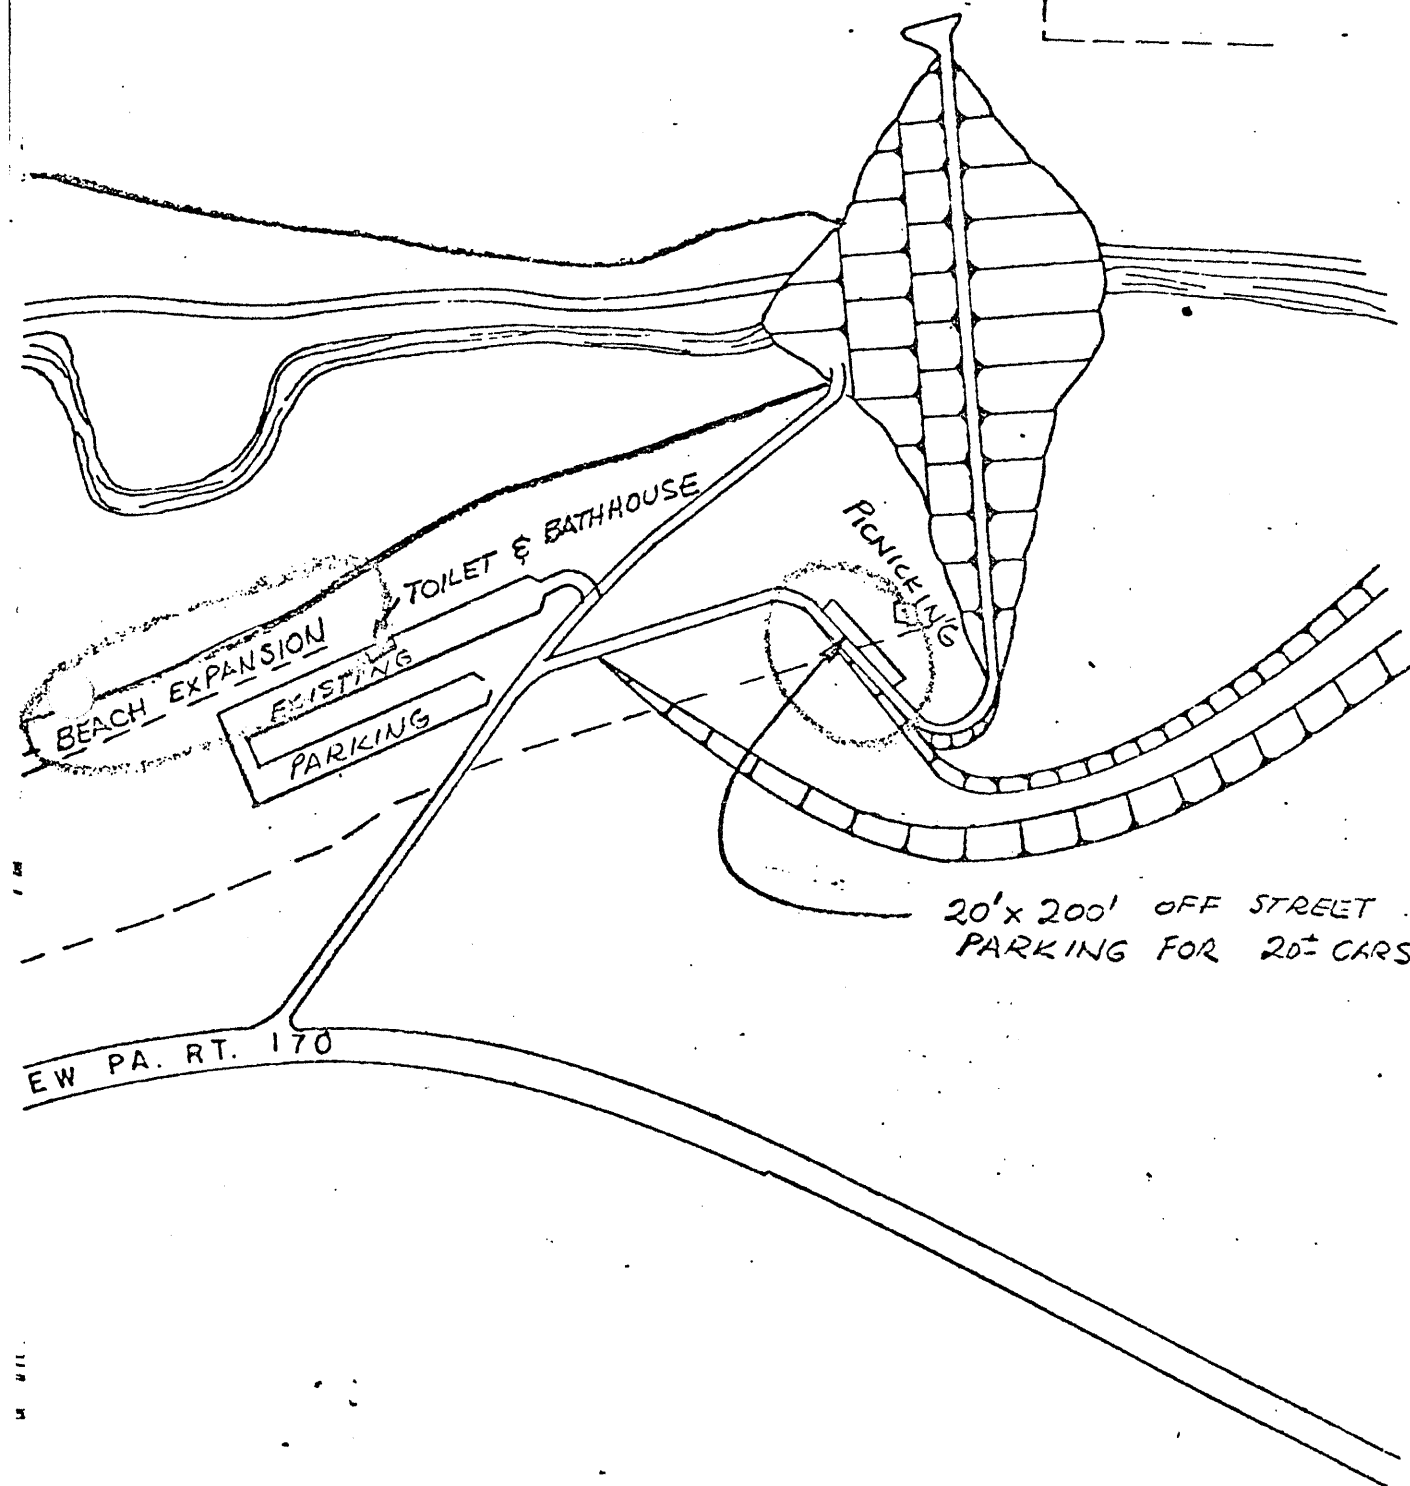 TOILET & BATHHOUSE
PICNICKING
BEACH EXPANSION
EXISTING
PARKING
20' x 200' OFF STREET
PARKING FOR 20± CARS
EW PA. RT. 170